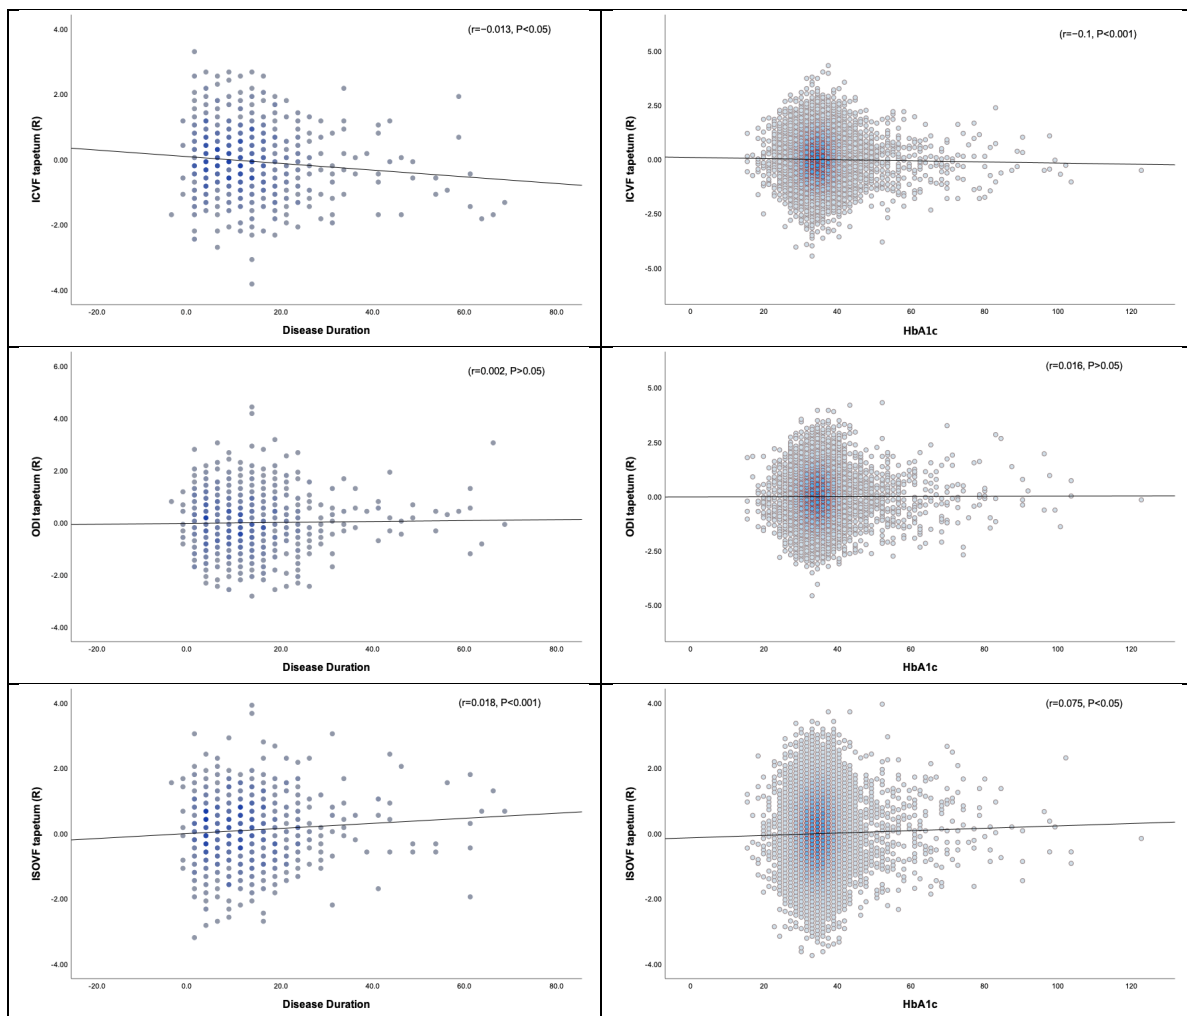 (r=−0.013, P<0.05)
4.00
2.00
0.00
-2.00
-4.00
ICVF tapetum (R)
-20.0 0.0 20.0 40.0 60.0 80.0
Disease Duration
(r=−0.1, P<0.001)
5.00
2.50
0.00
-2.50
-5.00
ICVF tapetum (R)
0 20 40 60 80 100 120
HbA1c
(r=0.002, P>0.05)
6.00
4.00
2.00
0.00
-2.00
-4.00
ODI tapetum (R)
-20.0 0.0 20.0 40.0 60.0 80.0
Disease Duration
(r=0.016, P>0.05)
5.00
2.50
0.00
-2.50
-5.00
ODI tapetum (R)
0 20 40 60 80 100 120
HbA1c
(r=0.018, P<0.001)
4.00
2.00
0.00
-2.00
-4.00
ISOVF tapetum (R)
-20.0 0.0 20.0 40.0 60.0 80.0
Disease Duration
(r=0.075, P<0.05)
4.00
2.00
0.00
-2.00
-4.00
ISOVF tapetum (R)
0 20 40 60 80 100 120
HbA1c